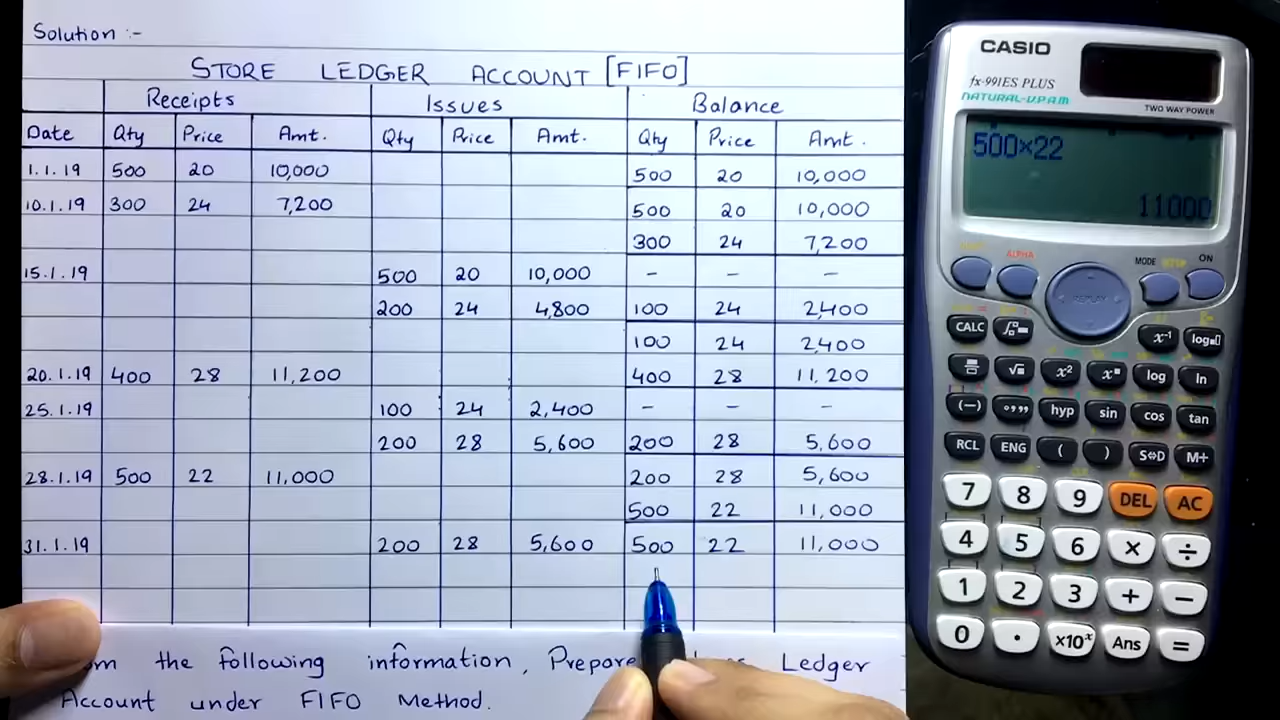 Solution :-
STORE LEDGER ACCOUNT [FIFO]
Receipts Issues Balance
Date Qty Price Amt. Qty Price Amt. Qty Price Amt.
1.1.19 500 20 10,000 500 20 10,000
10.1.19 300 24 7,200 500 20 10,000
300 24 7,200
15.1.19 500 20 10,000 - - -
200 24 4,800 100 24 2,400
100 24 2,400
20.1.19 400 28 11,200 400 28 11,200
25.1.19 100 24 2,400 - - -
200 28 5,600 200 28 5,600
28.1.19 500 22 11,000 200 28 5,600
500 22 11,000
31.1.19 200 28 5,600 500 22 11,000
the following information, Prepare Ledger
Account under FIFO Method.
CASIO
fx-991ES PLUS
NATURAL-V.P.A.M.
TWO WAY POWER
500×22
11000
ALPHA MODE SETUP ON
REPLAY
CALC x⁻¹ log
√ x² x log ln
(−) °''' hyp sin cos tan
RCL ENG ( ) S⇔D M+
7 8 9 DEL AC
4 5 6 × ÷
1 2 3 + −
0 . ×10ˣ Ans =